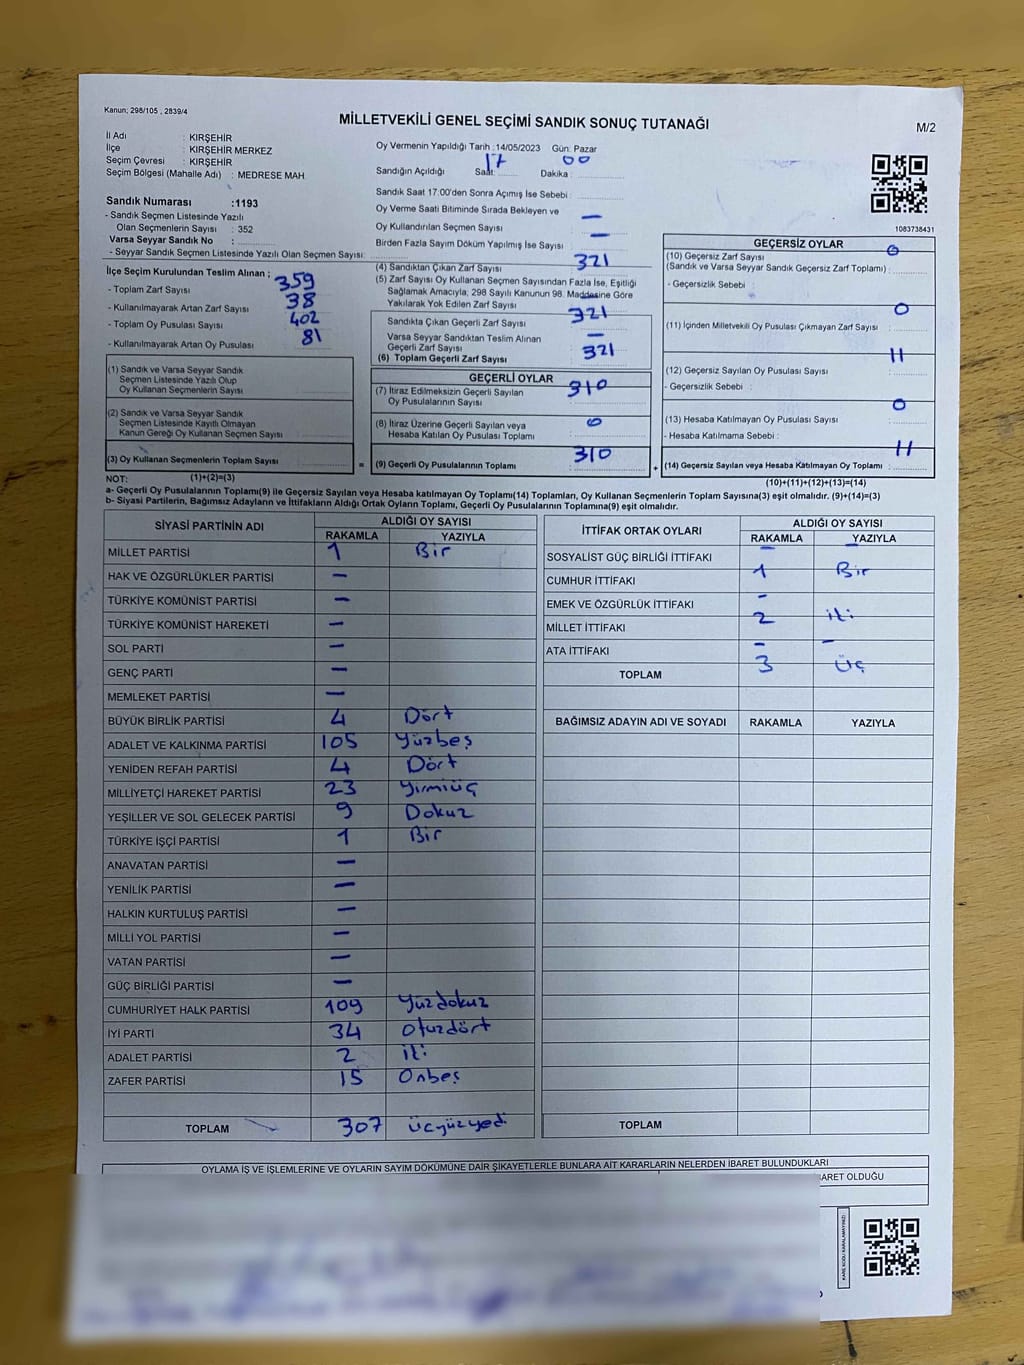 Kanun; 298/105 , 2839/4
MİLLETVEKİLİ GENEL SEÇİMİ SANDIK SONUÇ TUTANAĞI
M/2
İl Adı : KIRŞEHİR
İlçe : KIRŞEHİR MERKEZ
Seçim Çevresi : KIRŞEHİR
Seçim Bölgesi (Mahalle Adı) : MEDRESE MAH
Sandık Numarası :1193
- Sandık Seçmen Listesinde Yazılı
Olan Seçmenlerin Sayısı : 352
Varsa Seyyar Sandık No :
- Seyyar Sandık Seçmen Listesinde Yazılı Olan Seçmen Sayısı:
İlçe Seçim Kurulundan Teslim Alınan ;
- Toplam Zarf Sayısı 359
- Kullanılmayarak Artan Zarf Sayısı 38
- Toplam Oy Pusulası Sayısı 402
- Kullanılmayarak Artan Oy Pusulası 81
(1) Sandık ve Varsa Seyyar Sandık
Seçmen Listesinde Yazılı Olup
Oy Kullanan Seçmenlerin Sayısı :
(2) Sandık ve Varsa Seyyar Sandık
Seçmen Listesinde Kayıtlı Olmayan
Kanun Gereği Oy Kullanan Seçmen Sayısı :
(3) Oy Kullanan Seçmenlerin Toplam Sayısı :
Oy Vermenin Yapıldığı Tarih :14/05/2023 Gün: Pazar
Sandığın Açıldığı Saat: 17 Dakika : 00
Sandık Saat 17:00'den Sonra Açımış İse Sebebi :
Oy Verme Saati Bitiminde Sırada Bekleyen ve
Oy Kullandırılan Seçmen Sayısı : —
Birden Fazla Sayım Döküm Yapılmış İse Sayısı : —
(4) Sandıktan Çıkan Zarf Sayısı : 321
(5) Zarf Sayısı Oy Kullanan Seçmen Sayısından Fazla İse, Eşitliği
Sağlamak Amacıyla, 298 Sayılı Kanunun 98. Maddesine Göre
Yakılarak Yok Edilen Zarf Sayısı :
Sandıkta Çıkan Geçerli Zarf Sayısı : 321
Varsa Seyyar Sandıktan Teslim Alınan
Geçerli Zarf Sayısı : —
(6) Toplam Geçerli Zarf Sayısı : 321
GEÇERLİ OYLAR
(7) İtiraz Edilmeksizin Geçerli Sayılan
Oy Pusulalarının Sayısı : 310
(8) İtiraz Üzerine Geçerli Sayılan veya
Hesaba Katılan Oy Pusulası Toplamı : 0
= (9) Geçerli Oy Pusulalarının Toplamı : 310
1083738431
GEÇERSİZ OYLAR
(10) Geçersiz Zarf Sayısı 0
(Sandık ve Varsa Seyyar Sandık Geçersiz Zarf Toplamı) :
- Geçersizlik Sebebi :
(11) İçinden Milletvekili Oy Pusulası Çıkmayan Zarf Sayısı : 0
(12) Geçersiz Sayılan Oy Pusulası Sayısı : 11
- Geçersizlik Sebebi :
(13) Hesaba Katılmayan Oy Pusulası Sayısı : 0
- Hesaba Katılmama Sebebi :
+ (14) Geçersiz Sayılan veya Hesaba Katılmayan Oy Toplamı : 11
NOT: (1)+(2)=(3) (10)+(11)+(12)+(13)=(14)
a- Geçerli Oy Pusulalarının Toplamı(9) ile Geçersiz Sayılan veya Hesaba katılmayan Oy Toplamı(14) Toplamları, Oy Kullanan Seçmenlerin Toplam Sayısına(3) eşit olmalıdır. (9)+(14)=(3)
b- Siyasi Partilerin, Bağımsız Adayların ve İttifakların Aldığı Ortak Oyların Toplamı, Geçerli Oy Pusulalarının Toplamına(9) eşit olmalıdır.
SİYASİ PARTİNİN ADI ALDIĞI OY SAYISI
RAKAMLA YAZIYLA
MİLLET PARTİSİ 1 Bir
HAK VE ÖZGÜRLÜKLER PARTİSİ —
TÜRKİYE KOMÜNİST PARTİSİ —
TÜRKİYE KOMÜNİST HAREKETİ —
SOL PARTİ —
GENÇ PARTİ —
MEMLEKET PARTİSİ —
BÜYÜK BİRLİK PARTİSİ 4 Dört
ADALET VE KALKINMA PARTİSİ 105 Yüzbeş
YENİDEN REFAH PARTİSİ 4 Dört
MİLLİYETÇİ HAREKET PARTİSİ 23 Yirmiüç
YEŞİLLER VE SOL GELECEK PARTİSİ 9 Dokuz
TÜRKİYE İŞÇİ PARTİSİ 1 Bir
ANAVATAN PARTİSİ —
YENİLİK PARTİSİ —
HALKIN KURTULUŞ PARTİSİ —
MİLLİ YOL PARTİSİ —
VATAN PARTİSİ —
GÜÇ BİRLİĞİ PARTİSİ —
CUMHURİYET HALK PARTİSİ 109 Yüzdokuz
İYİ PARTİ 34 Otuzdört
ADALET PARTİSİ 2 iki
ZAFER PARTİSİ 15 Onbeş
TOPLAM 307 üçyüzyedi
İTTİFAK ORTAK OYLARI ALDIĞI OY SAYISI
RAKAMLA YAZIYLA
SOSYALİST GÜÇ BİRLİĞİ İTTİFAKI — —
CUMHUR İTTİFAKI 1 Bir
EMEK VE ÖZGÜRLÜK İTTİFAKI —
MİLLET İTTİFAKI 2 iki
ATA İTTİFAKI — —
TOPLAM 3 üç
BAĞIMSIZ ADAYIN ADI VE SOYADI RAKAMLA YAZIYLA
TOPLAM
OYLAMA İŞ VE İŞLEMLERİNE VE OYLARIN SAYIM DÖKÜMÜNE DAİR ŞİKAYETLERLE BUNLARA AİT KARARLARIN NELERDEN İBARET BULUNDUKLARI
BARET OLDUĞU